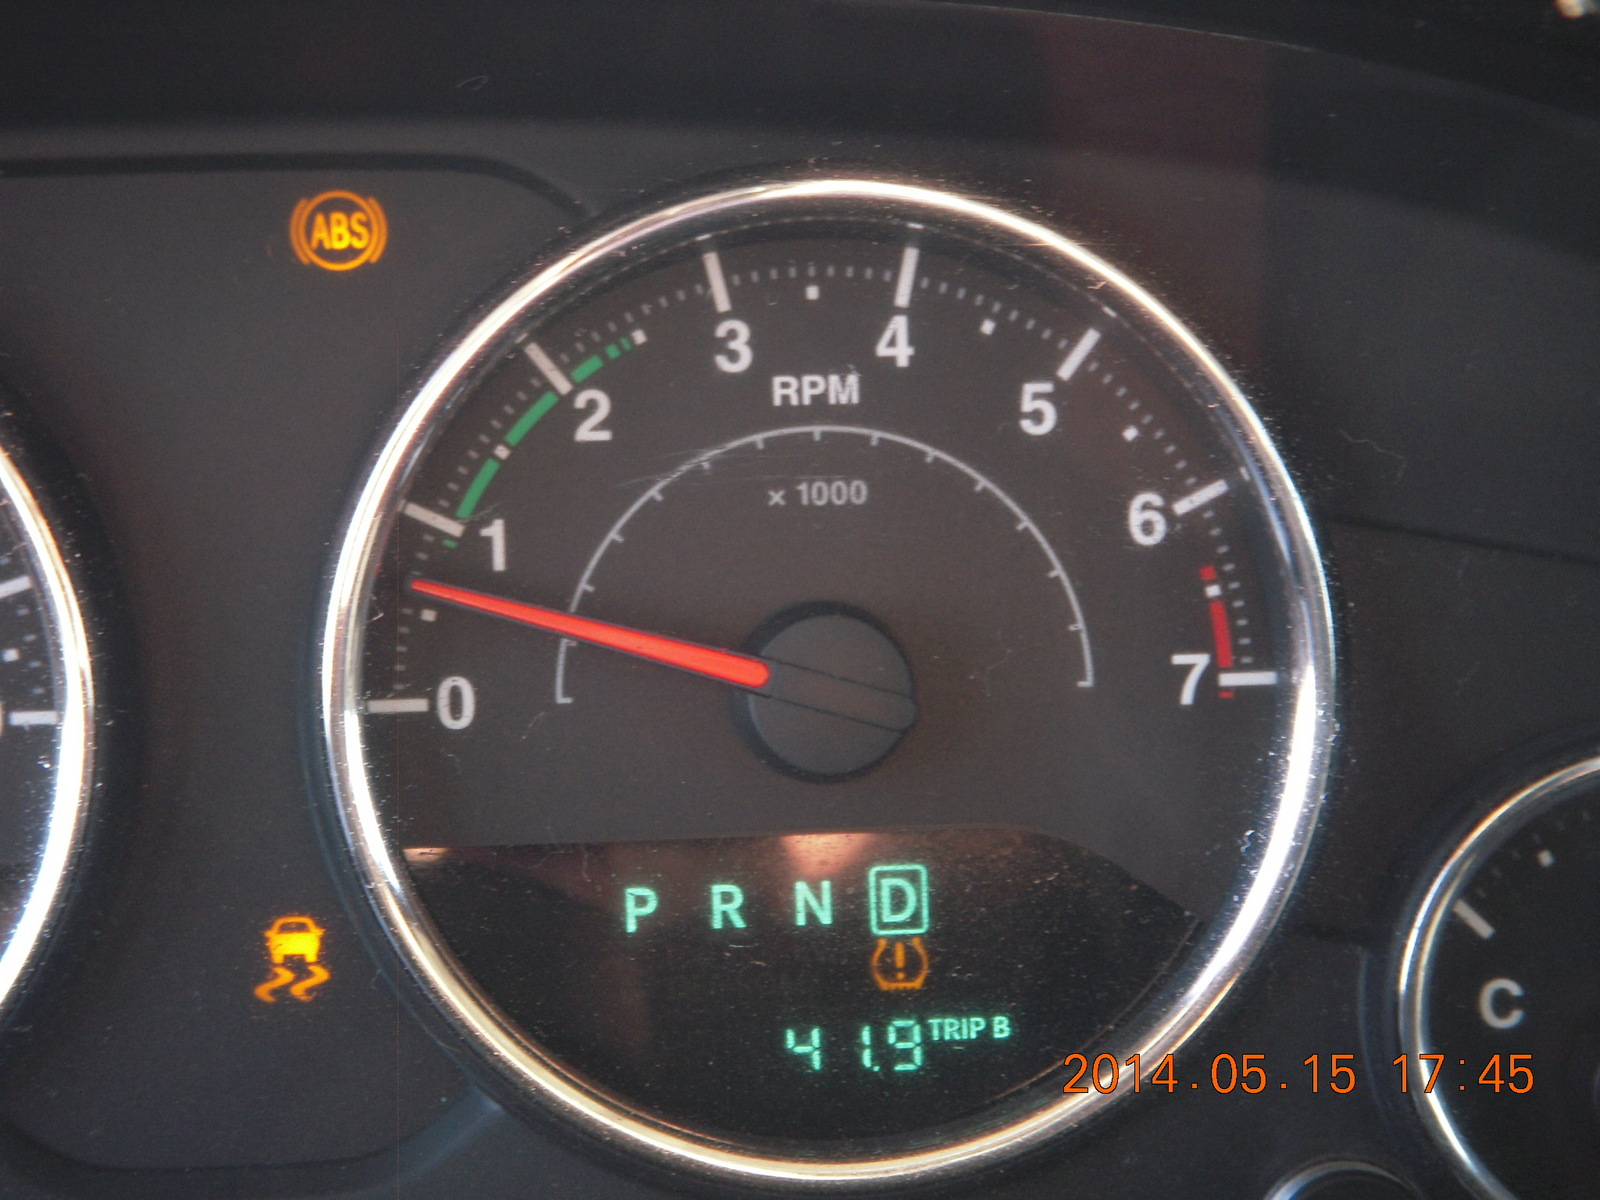 ABS
3 4
2 5
RPM
× 1000
1 6
0 7
P R N D
!
41.9 TRIP B
C
2014.05.15 17:45